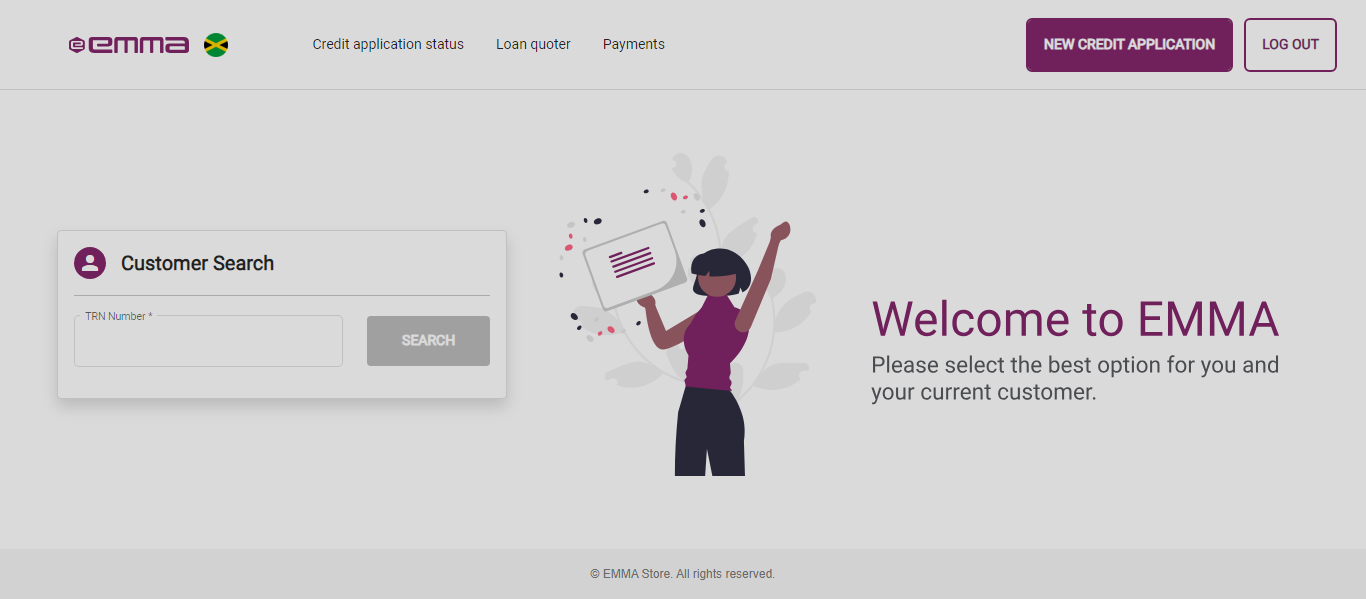 emma
Credit application status
Loan quoter
Payments
NEW CREDIT APPLICATION
LOG OUT
Customer Search
TRN Number *
SEARCH
Welcome to EMMA
Please select the best option for you and
your current customer.
© EMMA Store. All rights reserved.